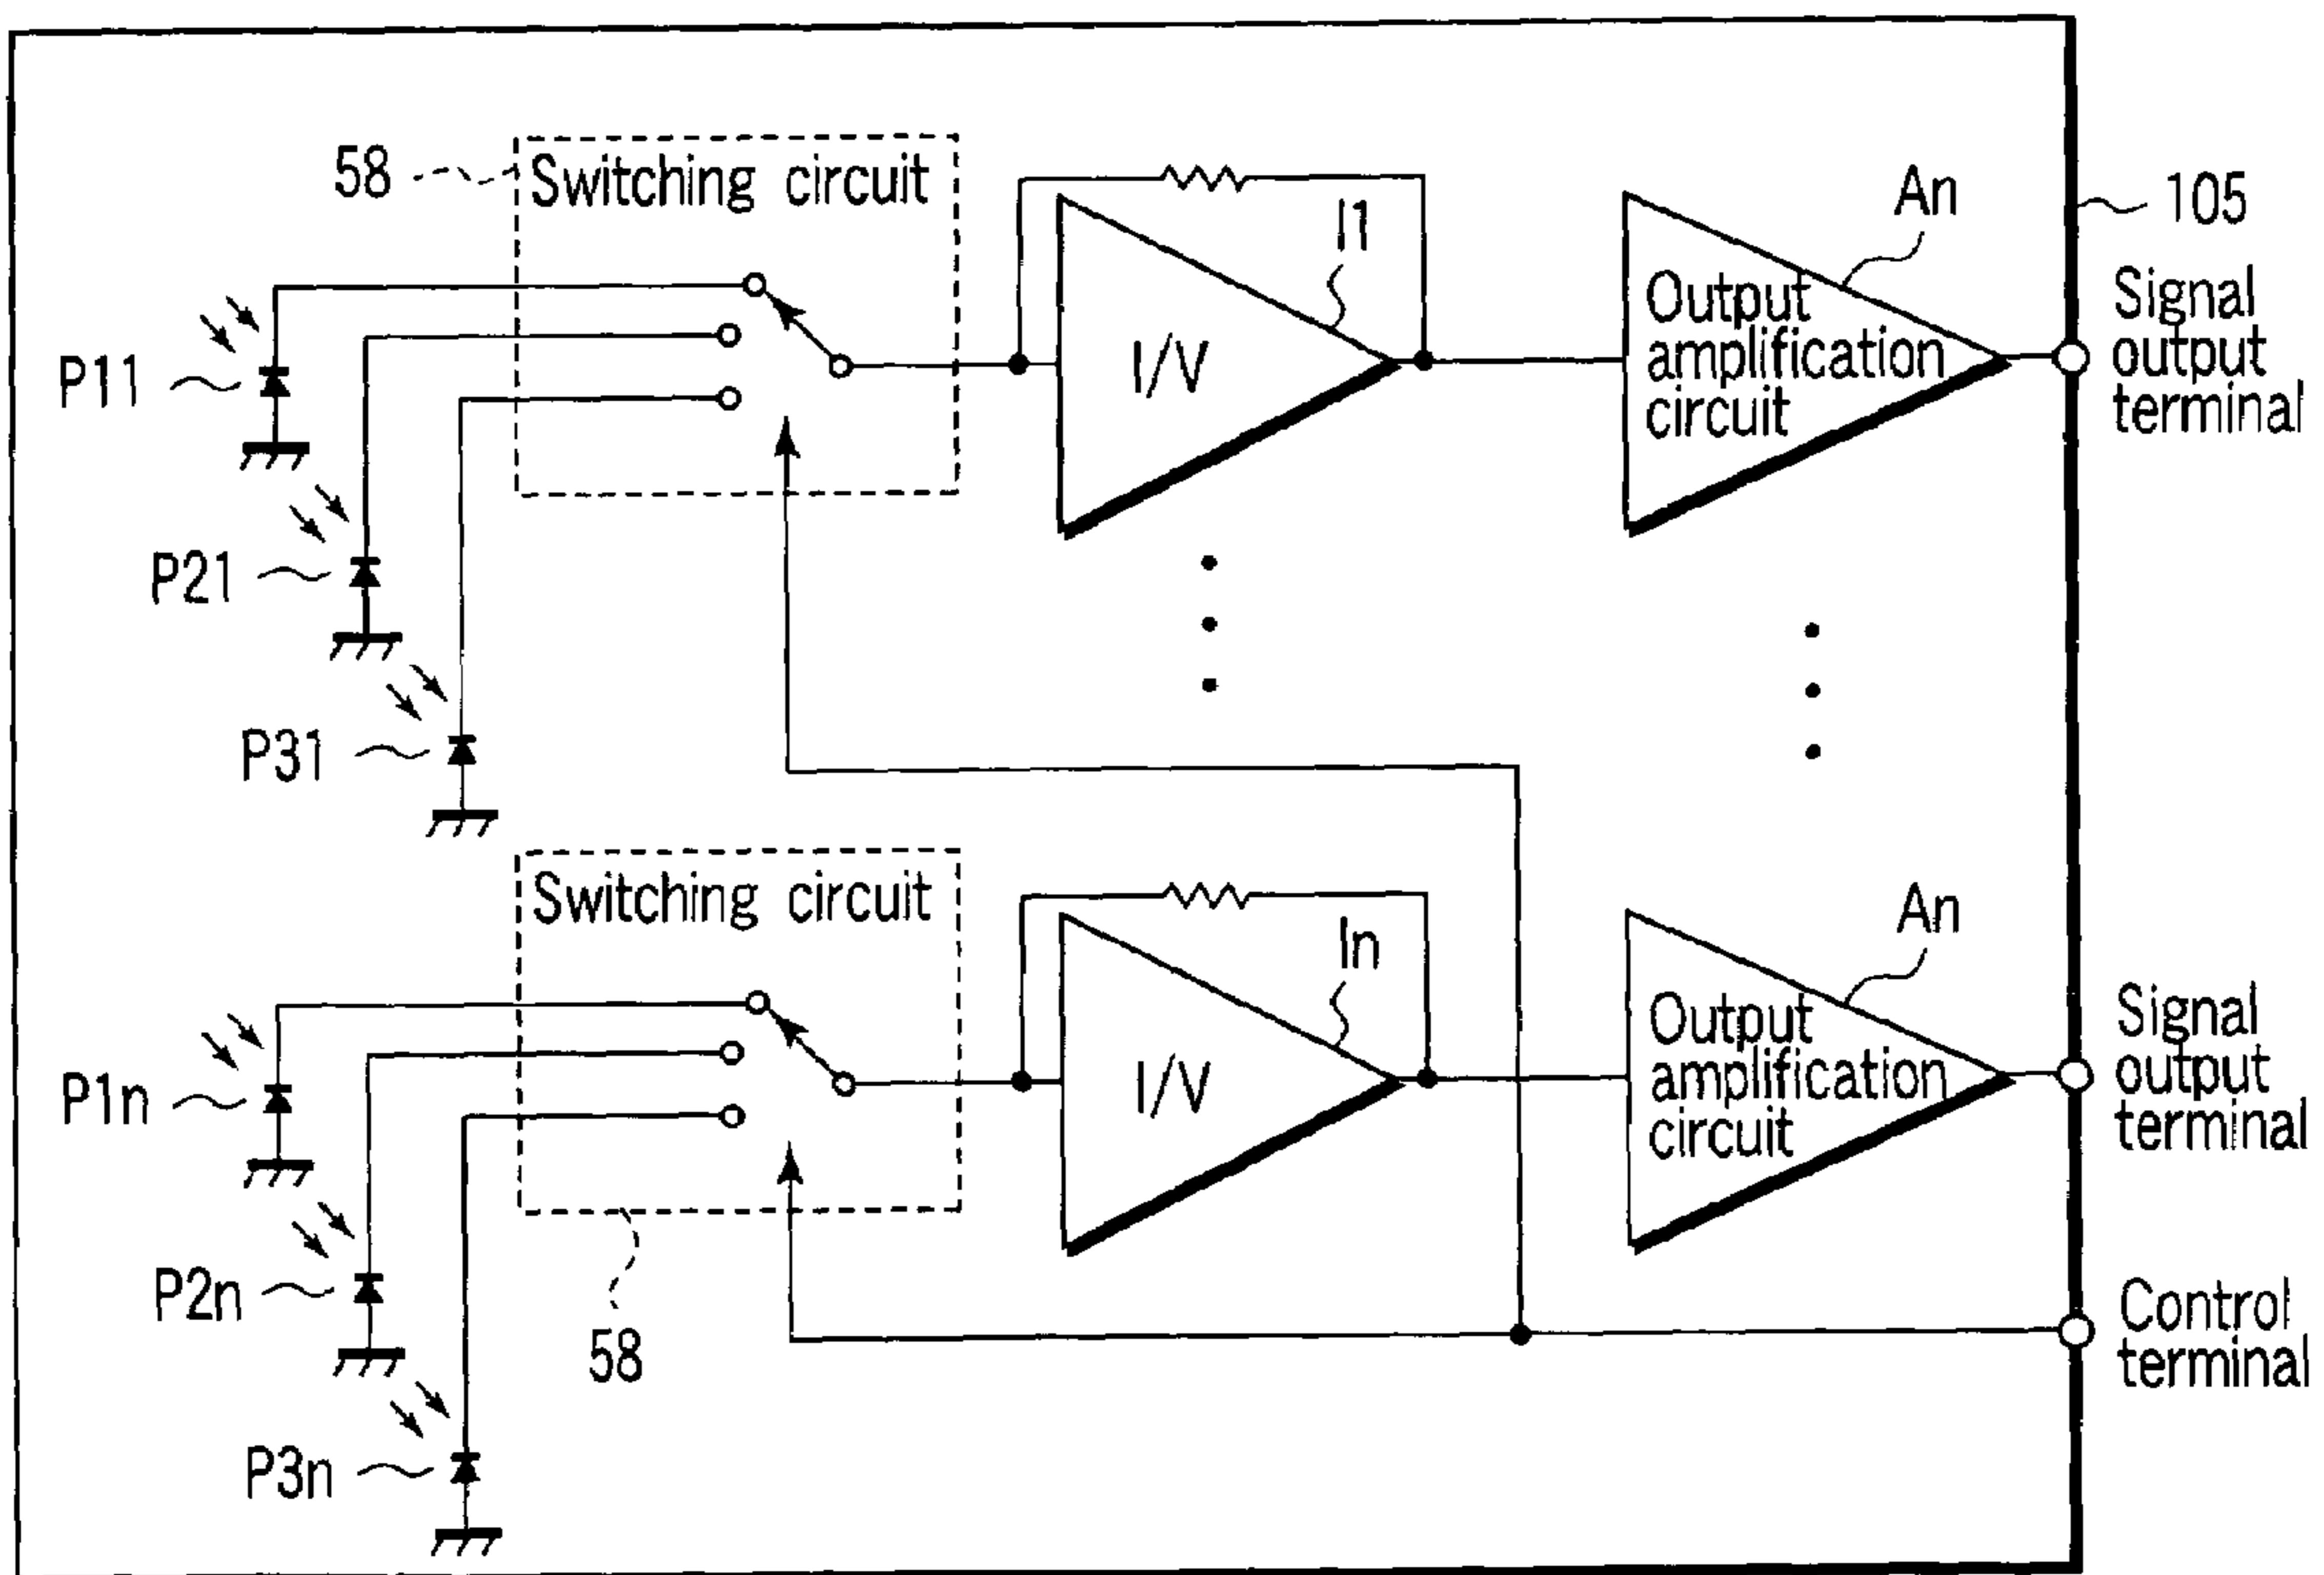 58
Switching circuit
An
105
I1
Signal
output
terminal
Output
amplification
circuit
I/V
P11
P21
P31
Switching circuit
An
In
Signal
output
terminal
Output
amplification
circuit
I/V
P1n
P2n
58
Control
terminal
P3n